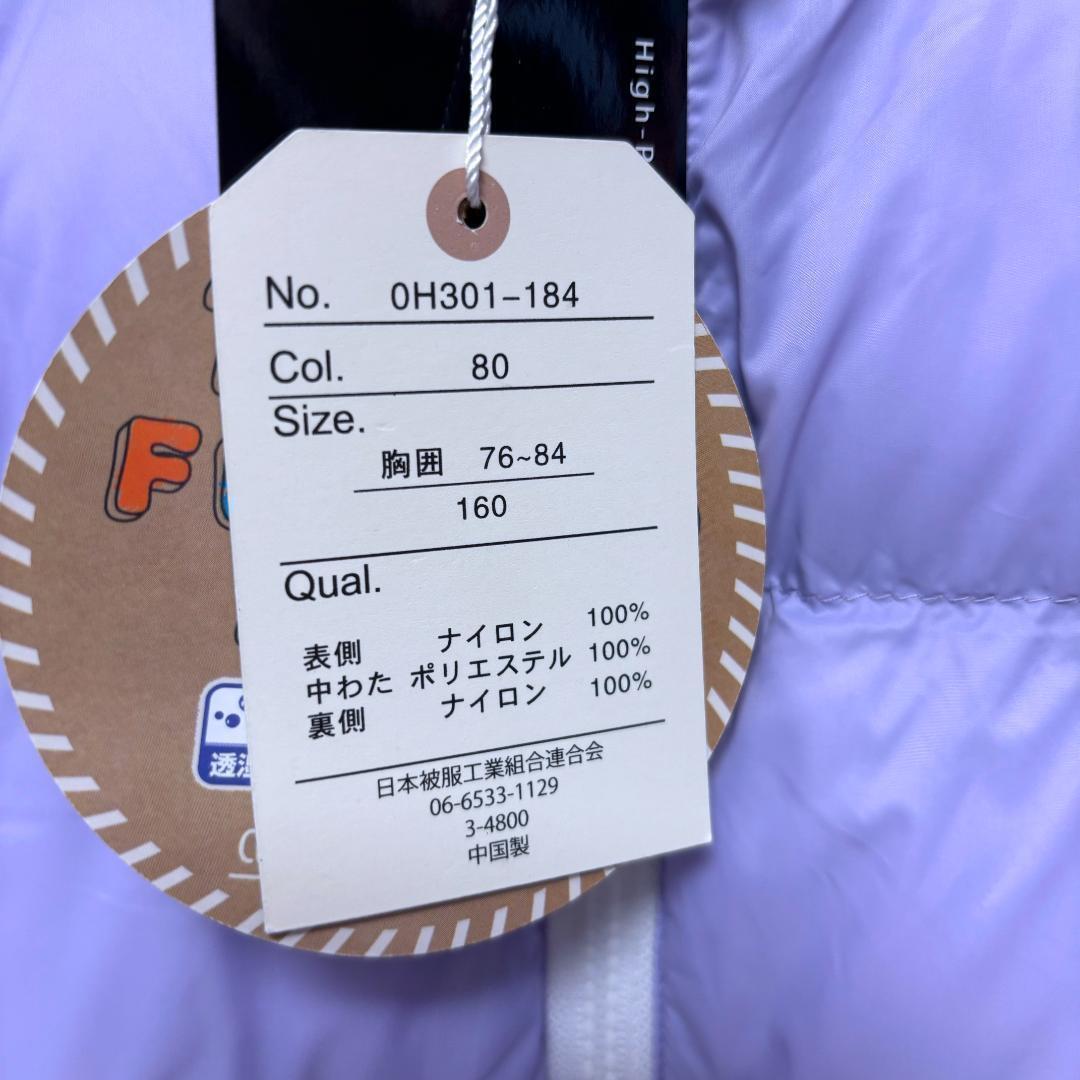 High-
No. 0H301-184
Col. 80
Size.
胸囲 76~84
160
Qual.
表側 ナイロン 100%
中わた ポリエステル 100%
裏側 ナイロン 100%
日本被服工業組合連合会
06-6533-1129
3-4800
中国製
F
透湿